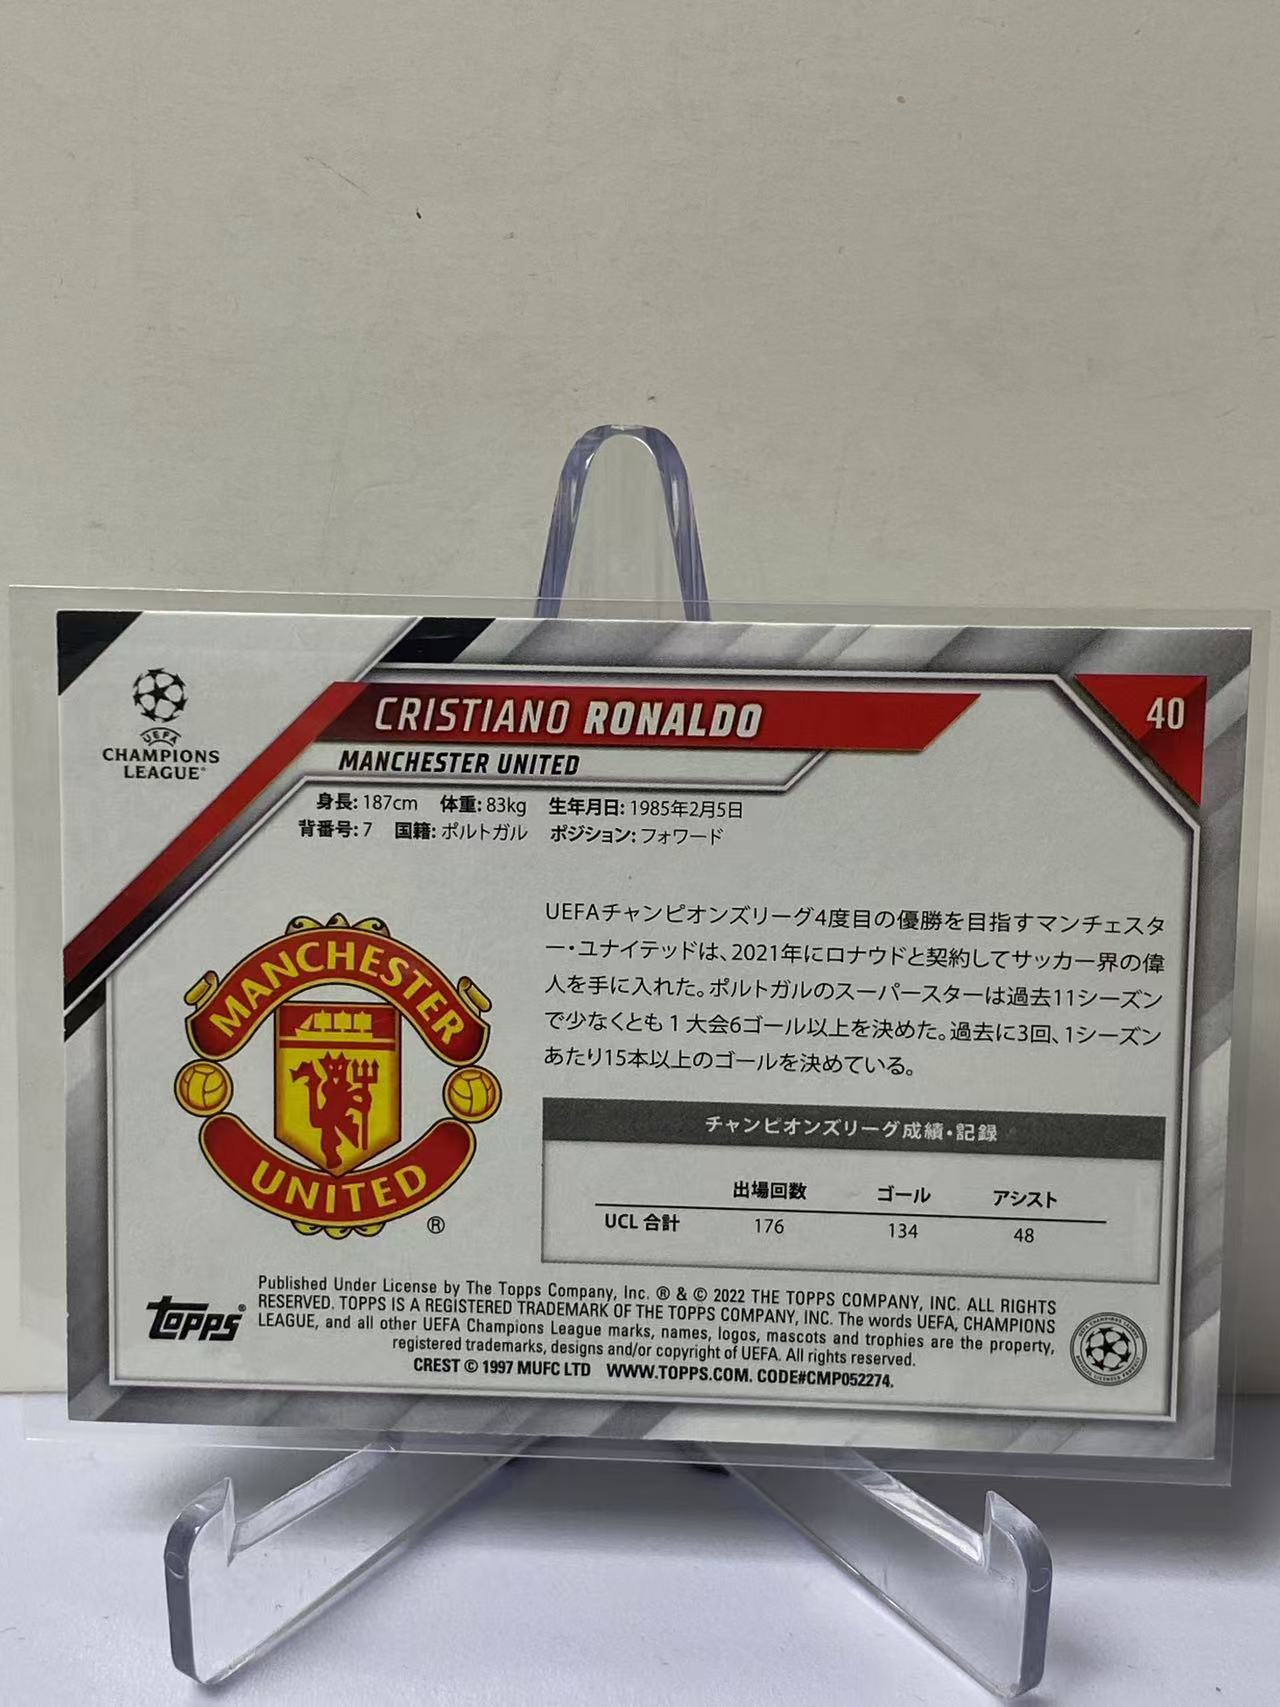 UEFA
CHAMPIONS
LEAGUE
CRISTIANO RONALDO
40
MANCHESTER UNITED
身長: 187cm 体重: 83kg 生年月日: 1985年2月5日
背番号: 7 国籍: ポルトガル ポジション: フォワード
UEFAチャンピオンズリーグ4度目の優勝を目指すマンチェスタ
ー・ユナイテッドは、2021年にロナウドと契約してサッカー界の偉
人を手に入れた。ポルトガルのスーパースターは過去11シーズン
で少なくとも1大会6ゴール以上を決めた。過去に3回、1シーズン
あたり15本以上のゴールを決めている。
MANCHESTER
UNITED
®
チャンピオンズリーグ成績・記録
出場回数 ゴール アシスト
UCL 合計 176 134 48
topps®
Published Under License by The Topps Company, Inc. ® & © 2022 THE TOPPS COMPANY, INC. ALL RIGHTS
RESERVED. TOPPS IS A REGISTERED TRADEMARK OF THE TOPPS COMPANY, INC. The words UEFA, CHAMPIONS
LEAGUE, and all other UEFA Champions League marks, names, logos, mascots and trophies are the property,
registered trademarks, designs and/or copyright of UEFA. All rights reserved.
CREST © 1997 MUFC LTD WWW.TOPPS.COM. CODE#CMP052274.